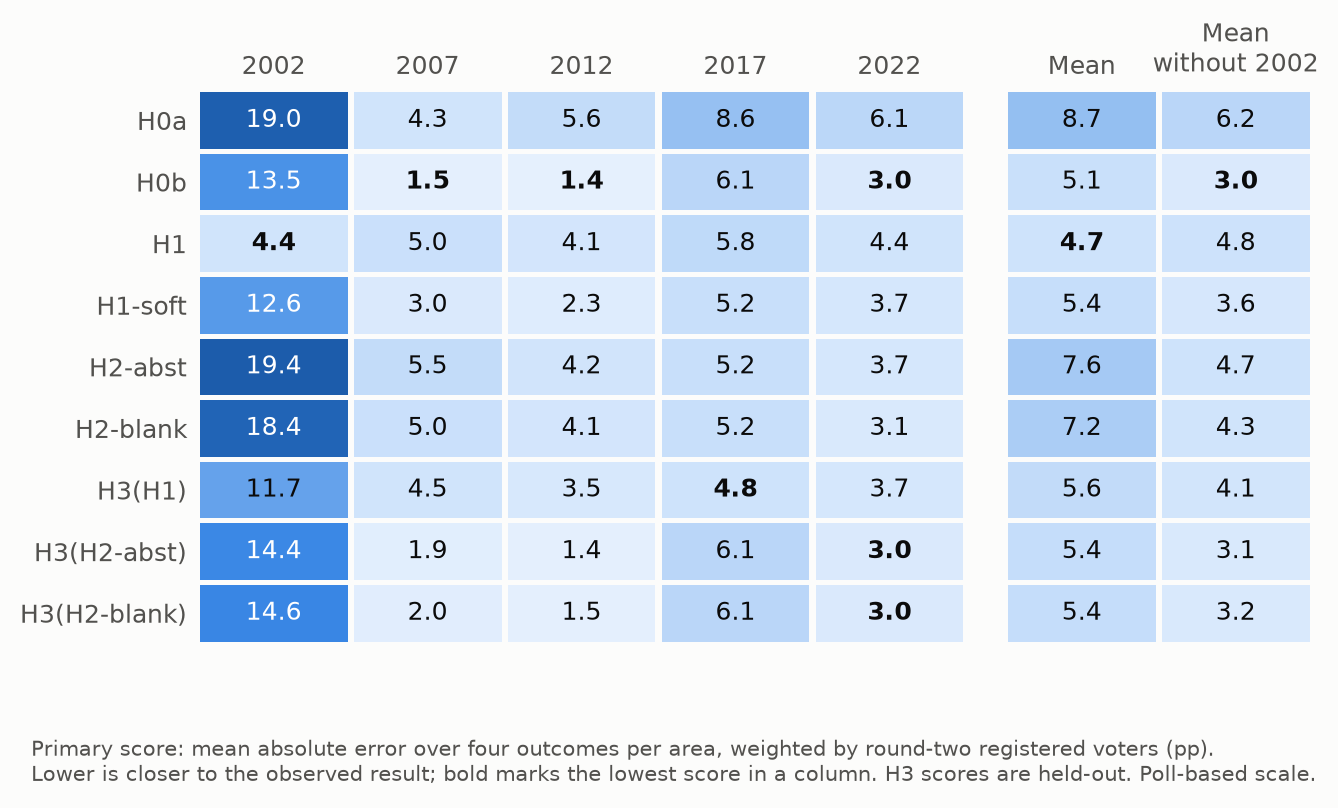 Mean
2002 2007 2012 2017 2022 Mean without 2002
H0a 19.0 4.3 5.6 8.6 6.1 8.7 6.2
H0b 13.5 1.5 1.4 6.1 3.0 5.1 3.0
H1 4.4 5.0 4.1 5.8 4.4 4.7 4.8
H1-soft 12.6 3.0 2.3 5.2 3.7 5.4 3.6
H2-abst 19.4 5.5 4.2 5.2 3.7 7.6 4.7
H2-blank 18.4 5.0 4.1 5.2 3.1 7.2 4.3
H3(H1) 11.7 4.5 3.5 4.8 3.7 5.6 4.1
H3(H2-abst) 14.4 1.9 1.4 6.1 3.0 5.4 3.1
H3(H2-blank) 14.6 2.0 1.5 6.1 3.0 5.4 3.2
Primary score: mean absolute error over four outcomes per area, weighted by round-two registered voters (pp).
Lower is closer to the observed result; bold marks the lowest score in a column. H3 scores are held-out. Poll-based scale.